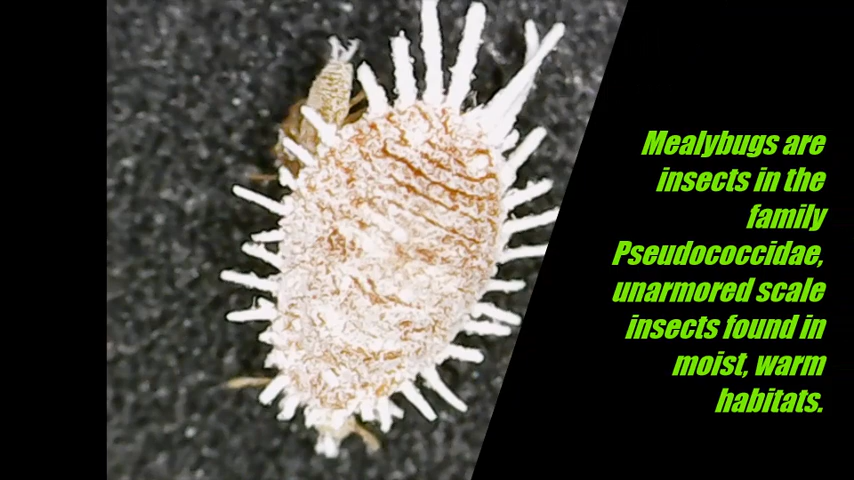 Mealybugs are
insects in the
family
Pseudococcidae,
unarmored scale
insects found in
moist, warm
habitats.